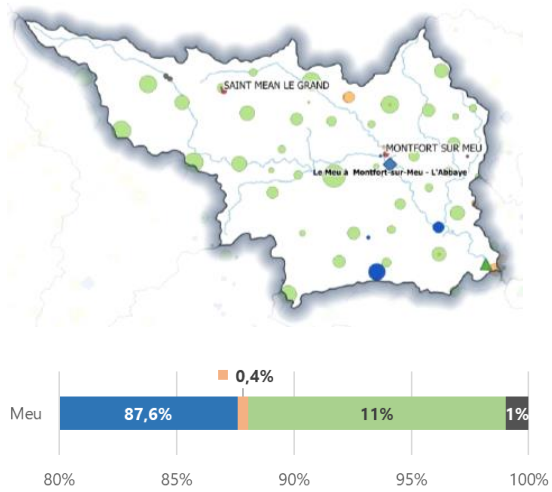 SAINT MEAN LE GRAND
MONTFORT SUR MEU
Le Meu à Montfort-sur-Meu - L'Abbaye
0,4%
Meu
87,6%
11%
1%
80%
85%
90%
95%
100%